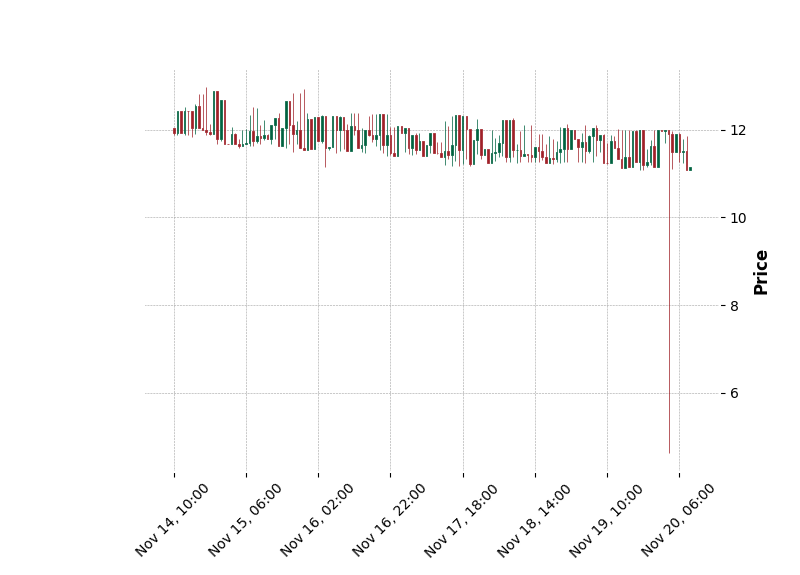 12
10
8
6
Price
Nov 14, 10:00
Nov 15, 06:00
Nov 16, 02:00
Nov 16, 22:00
Nov 17, 18:00
Nov 18, 14:00
Nov 19, 10:00
Nov 20, 06:00